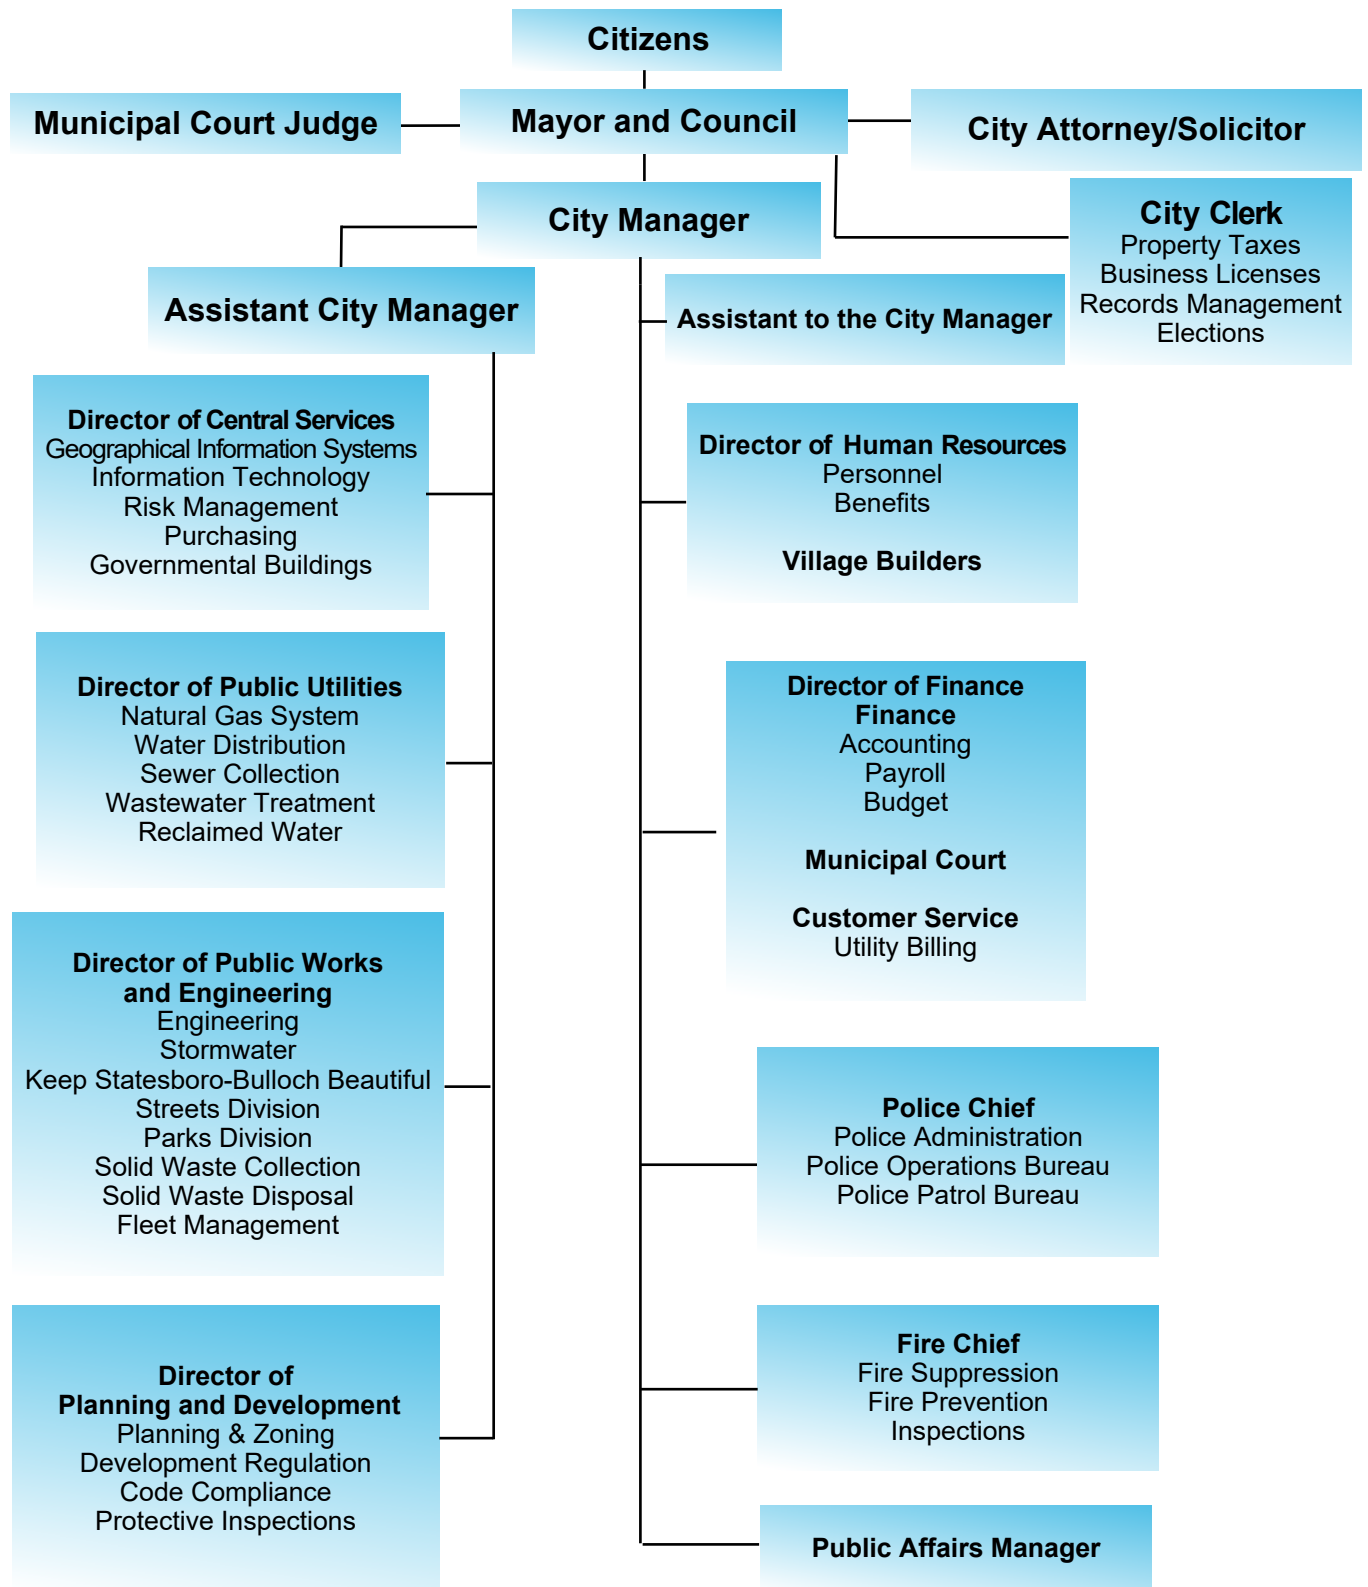 Citizens
Municipal Court Judge
Mayor and Council
City Attorney/Solicitor
City Manager
City Clerk
Property Taxes
Business Licenses
Records Management
Elections
Assistant City Manager
Assistant to the City Manager
Director of Central Services
Geographical Information Systems
Information Technology
Risk Management
Purchasing
Governmental Buildings
Director of Human Resources
Personnel
Benefits
Village Builders
Director of Public Utilities
Natural Gas System
Water Distribution
Sewer Collection
Wastewater Treatment
Reclaimed Water
Director of Finance
Finance
Accounting
Payroll
Budget
Municipal Court
Customer Service
Utility Billing
Director of Public Works
and Engineering
Engineering
Stormwater
Keep Statesboro-Bulloch Beautiful
Streets Division
Parks Division
Solid Waste Collection
Solid Waste Disposal
Fleet Management
Police Chief
Police Administration
Police Operations Bureau
Police Patrol Bureau
Director of
Planning and Development
Planning & Zoning
Development Regulation
Code Compliance
Protective Inspections
Fire Chief
Fire Suppression
Fire Prevention
Inspections
Public Affairs Manager